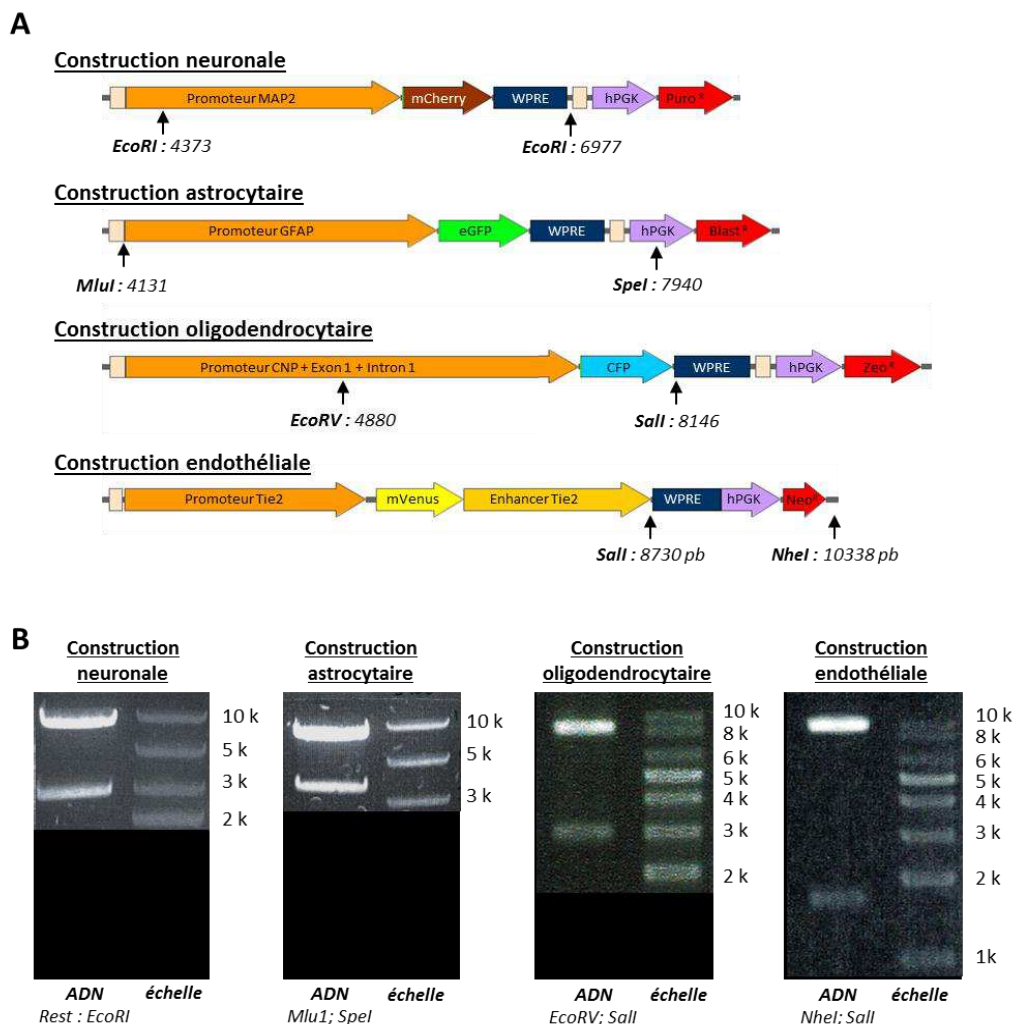 A
Construction neuronale
Promoteur MAP2 mCherry WPRE hPGK Puro R
EcoRI : 4373 EcoRI : 6977
Construction astrocytaire
Promoteur GFAP eGFP WPRE hPGK Blast R
MluI : 4131 SpeI : 7940
Construction oligodendrocytaire
Promoteur CNP + Exon 1 + Intron 1 CFP WPRE hPGK Zeo R
EcoRV : 4880 SalI : 8146
Construction endothéliale
Promoteur Tie2 mVenus Enhancer Tie2 WPRE hPGK Neo R
SalI : 8730 pb NheI : 10338 pb
B
Construction neuronale
10 k
5 k
3 k
2 k
ADN échelle
Rest : EcoRI
Construction astrocytaire
10 k
5 k
3 k
ADN échelle
Mlu1; SpeI
Construction oligodendrocytaire
10 k
8 k
6 k
5 k
4 k
3 k
2 k
ADN échelle
EcoRV; SalI
Construction endothéliale
10 k
8 k
6 k
5 k
4 k
3 k
2 k
1k
ADN échelle
NheI; SalI